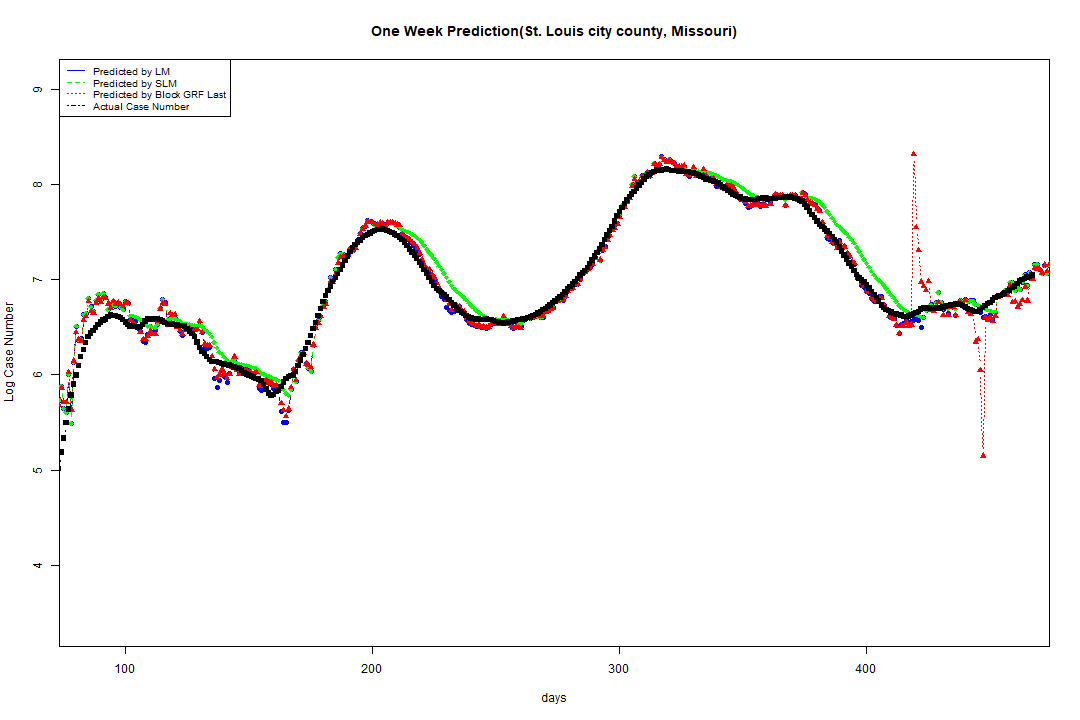 One Week Prediction(St. Louis city county, Missouri)
Predicted by LM
Predicted by SLM
Predicted by Block GRF Last
Actual Case Number
9
8
7
6
5
4
Log Case Number
100
200
300
400
days